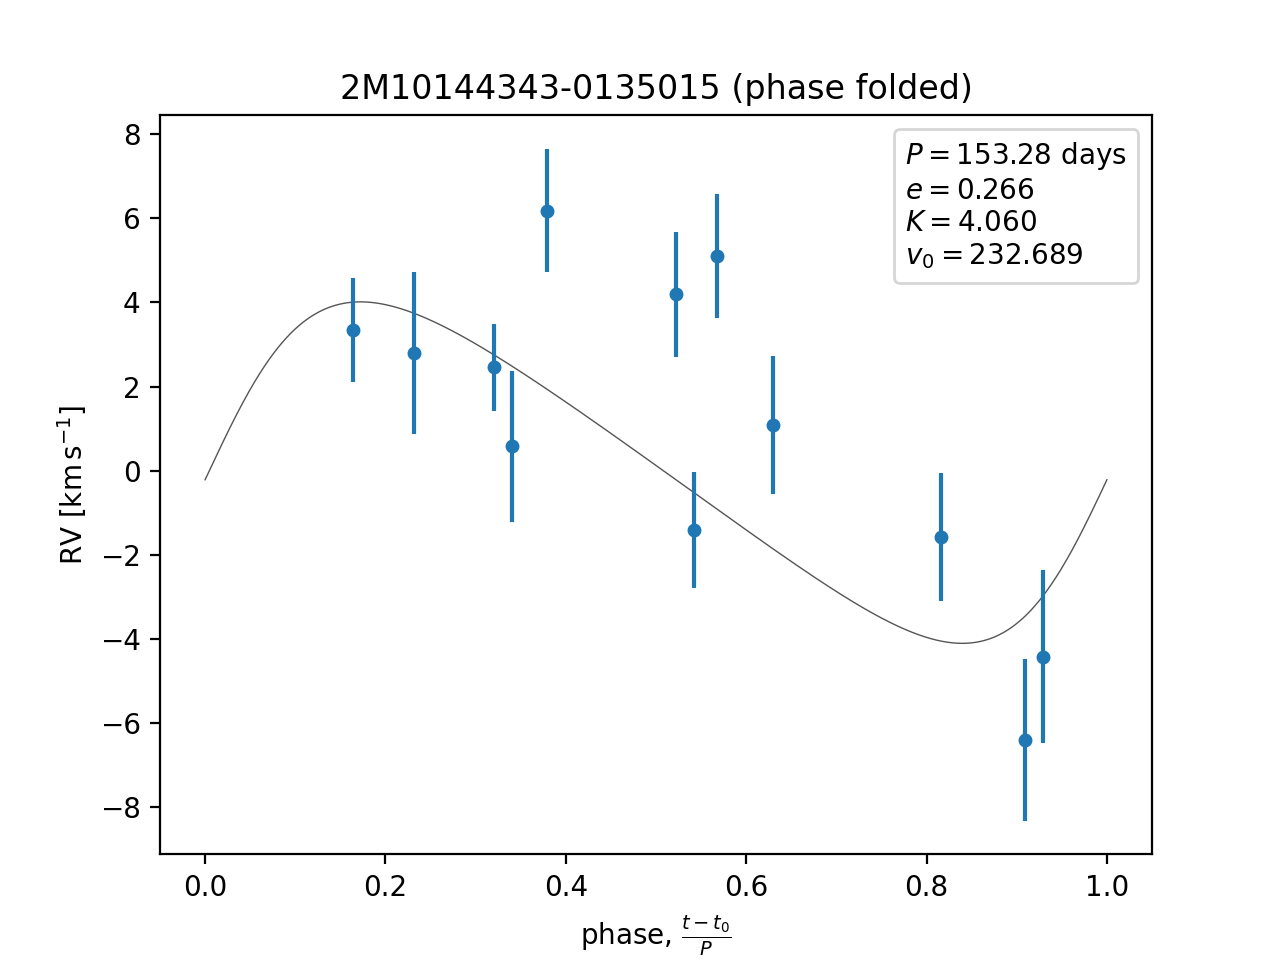 2M10144343-0135015 (phase folded)
P = 153.28 days
e = 0.266
K = 4.060
v₀ = 232.689
RV [km s⁻¹]
8
6
4
2
0
−2
−4
−6
−8
0.0 0.2 0.4 0.6 0.8 1.0
phase, (t − t₀)/P